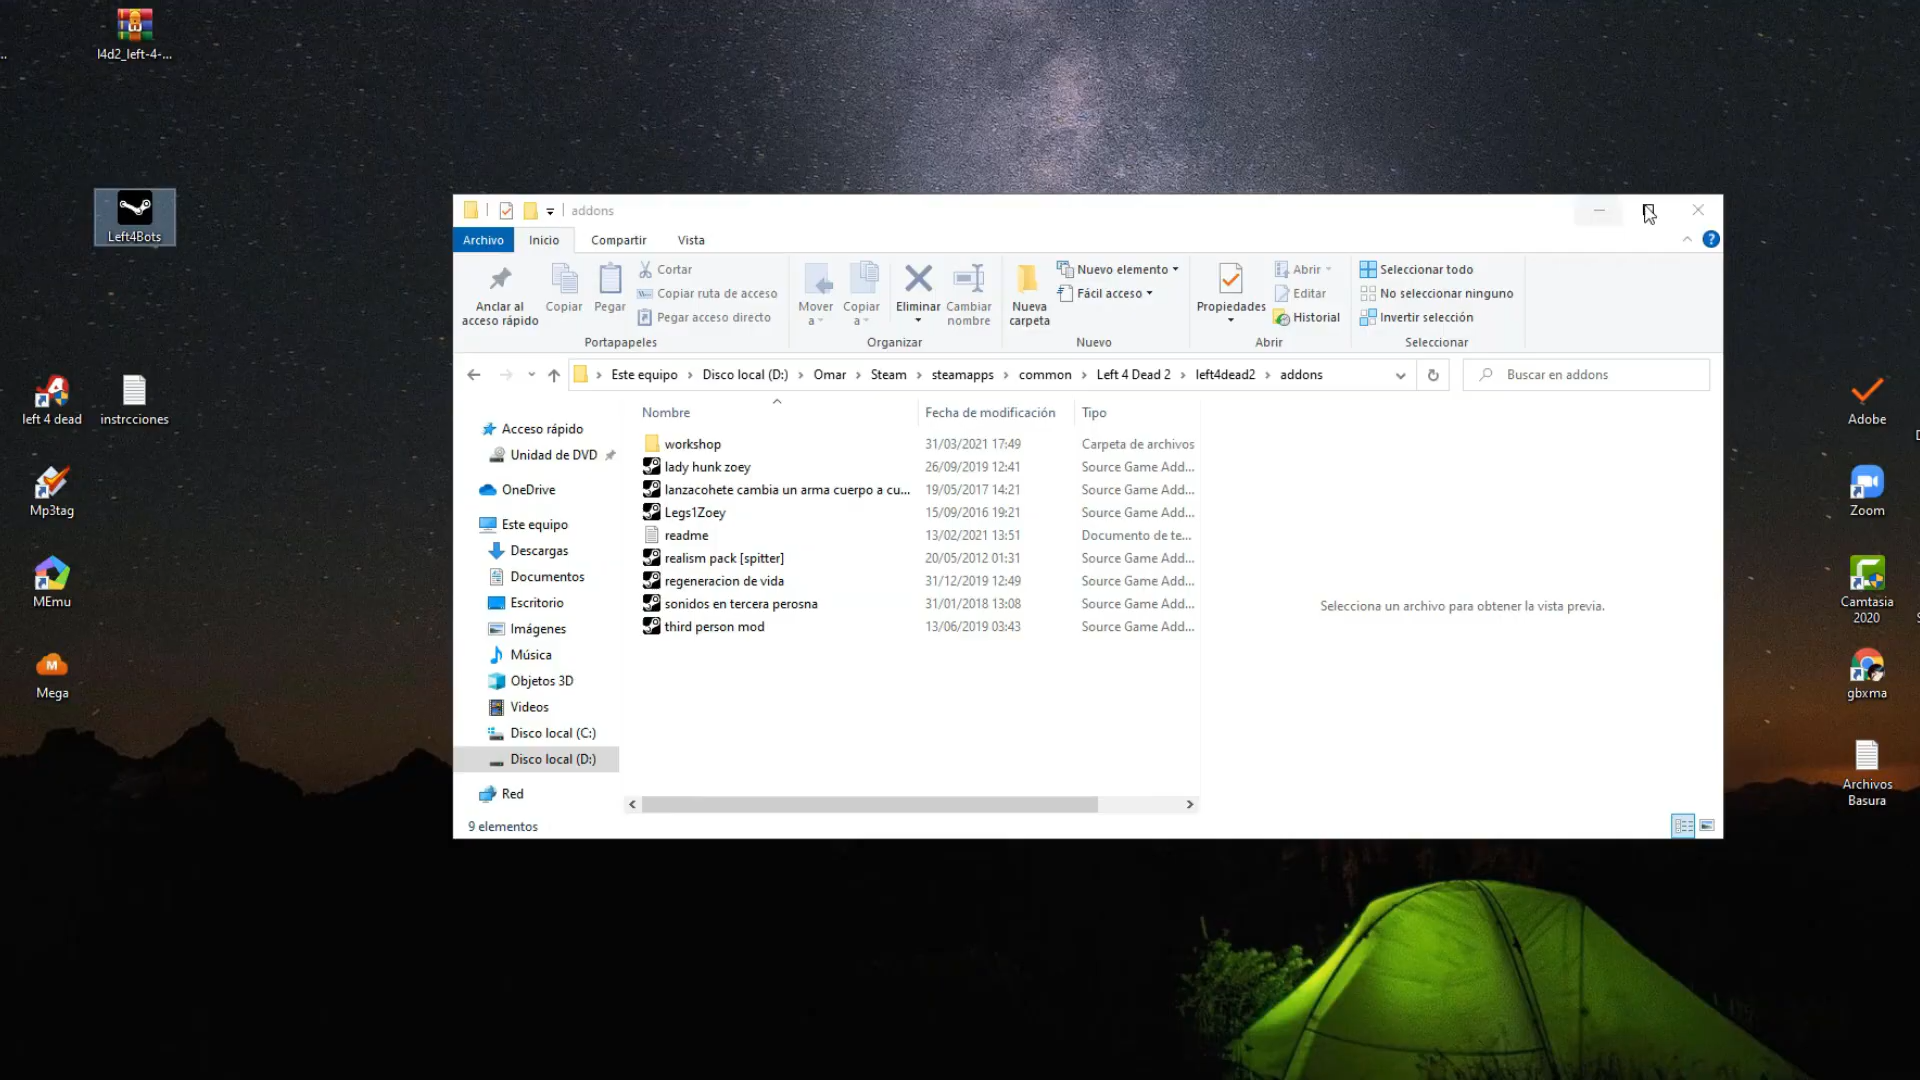 ...
l4d2_left-4-...
Left4Bots
left 4 dead
instrcciones
Mp3tag
MEmu
Mega
addons
Archivo
Inicio
Compartir
Vista
Anclar al
acceso rápido
Copiar
Pegar
Cortar
Copiar ruta de acceso
Pegar acceso directo
Portapapeles
Mover
a
Copiar
a
Eliminar
Cambiar
nombre
Organizar
Nueva
carpeta
Nuevo elemento
Fácil acceso
Nuevo
Propiedades
Abrir
Editar
Historial
Abrir
Seleccionar todo
No seleccionar ninguno
Invertir selección
Seleccionar
Este equipo > Disco local (D:) > Omar > Steam > steamapps > common > Left 4 Dead 2 > left4dead2 > addons
Buscar en addons
Acceso rápido
Unidad de DVD
OneDrive
Este equipo
Descargas
Documentos
Escritorio
Imágenes
Música
Objetos 3D
Videos
Disco local (C:)
Disco local (D:)
Red
Nombre Fecha de modificación Tipo
workshop 31/03/2021 17:49 Carpeta de archivos
lady hunk zoey 26/09/2019 12:41 Source Game Add...
lanzacohete cambia un arma cuerpo a cu... 19/05/2017 14:21 Source Game Add...
Legs1Zoey 15/09/2016 19:21 Source Game Add...
readme 13/02/2021 13:51 Documento de te...
realism pack [spitter] 20/05/2012 01:31 Source Game Add...
regeneracion de vida 31/12/2019 12:49 Source Game Add...
sonidos en tercera perosna 31/01/2018 13:08 Source Game Add...
third person mod 13/06/2019 03:43 Source Game Add...
Selecciona un archivo para obtener la vista previa.
9 elementos
Adobe
Zoom
Camtasia
2020
gbxma
Archivos
Basura